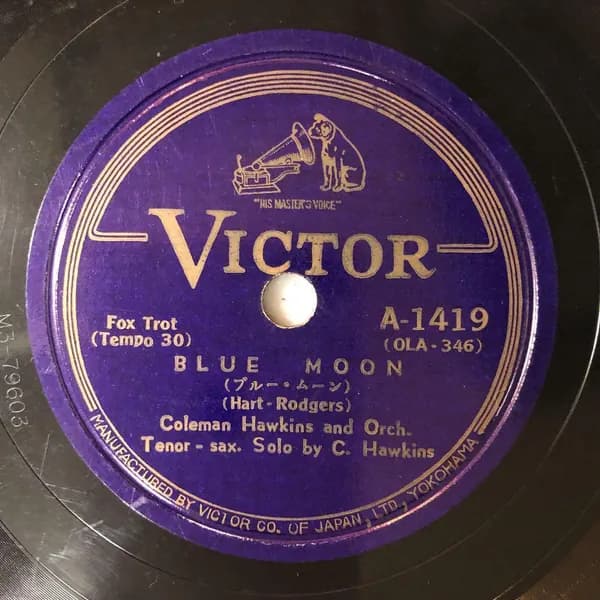 "HIS MASTER'S VOICE"
VICTOR
Fox Trot
(Tempo 30)
A-1419
(OLA-346)
BLUE MOON
(ブルー・ムーン)
(Hart-Rodgers)
Coleman Hawkins and Orch.
Tenor-sax. Solo by C. Hawkins
MANUFACTURED BY VICTOR CO. OF JAPAN, LTD., YOKOHAMA
M3-79603